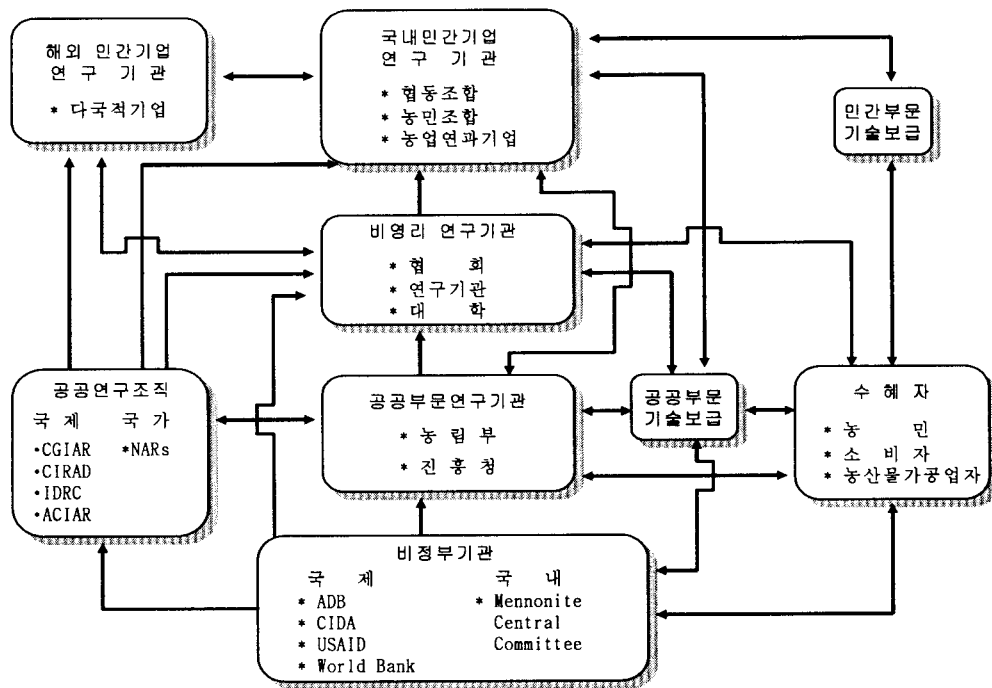 해외 민간기업
연 구 기 관
* 다국적기업
국내민간기업
연 구 기 관
* 협동조합
* 농민조합
* 농업연과기업
민간부문
기술보급
비영리 연구기관
* 협 회
* 연구기관
* 대 학
공공연구조직
국 제 국 가
•CGIAR *NARs
•CIRAD
•IDRC
•ACIAR
공공부문연구기관
* 농림부
* 진흥청
공공부문
기술보급
수 혜 자
* 농 민
* 소 비 자
* 농산물가공업자
비정부기관
국 제 국 내
* ADB * Mennonite
* CIDA Central
* USAID Committee
* World Bank